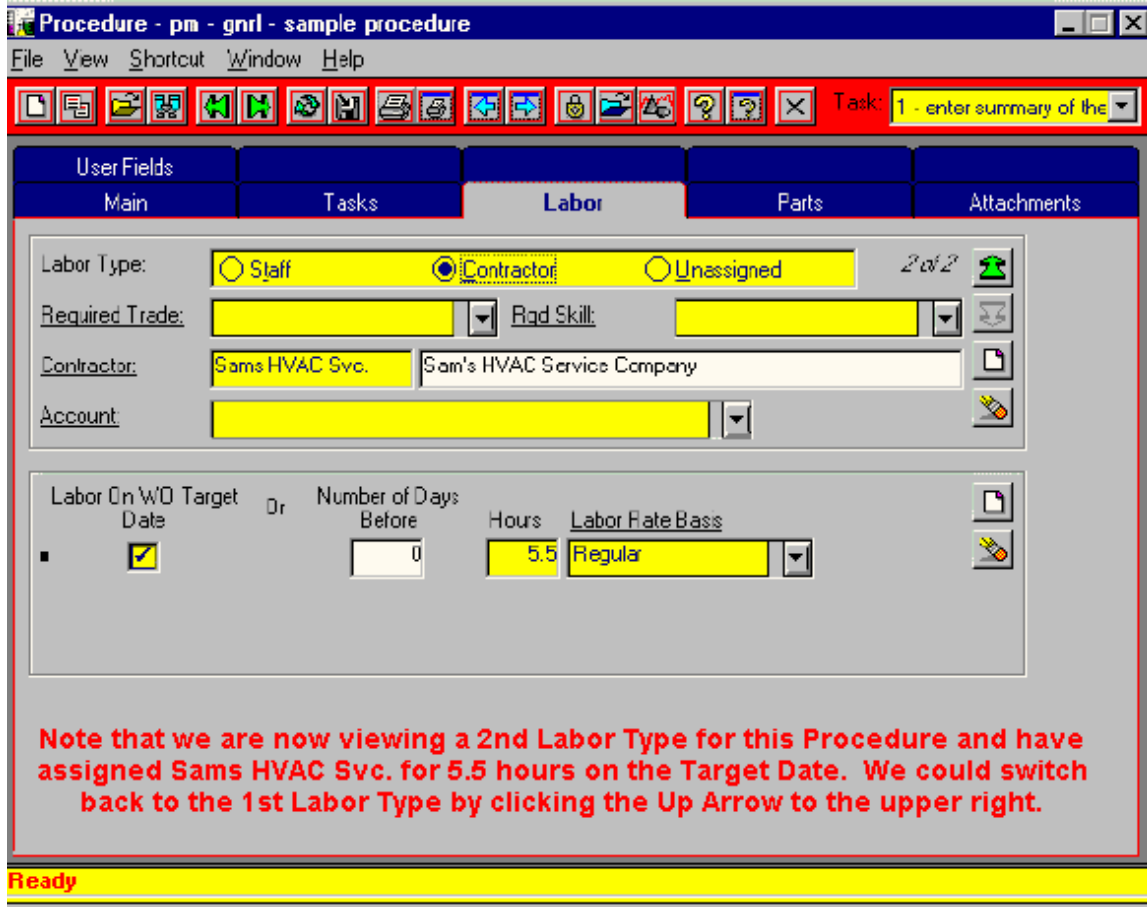 Procedure - pm - gnrl - sample procedure
File View Shortcut Window Help
Task: 1 - enter summary of the
User Fields
Main Tasks Labor Parts Attachments
Labor Type: Staff Contractor Unassigned 2 of 2
Required Trade: Rqd Skill:
Contractor: Sams HVAC Svc. Sam's HVAC Service Company
Account:
Labor On WO Target Or Number of Days
Date Before Hours Labor Rate Basis
0 5.5 Regular
Note that we are now viewing a 2nd Labor Type for this Procedure and have
assigned Sams HVAC Svc. for 5.5 hours on the Target Date. We could switch
back to the 1st Labor Type by clicking the Up Arrow to the upper right.
Ready